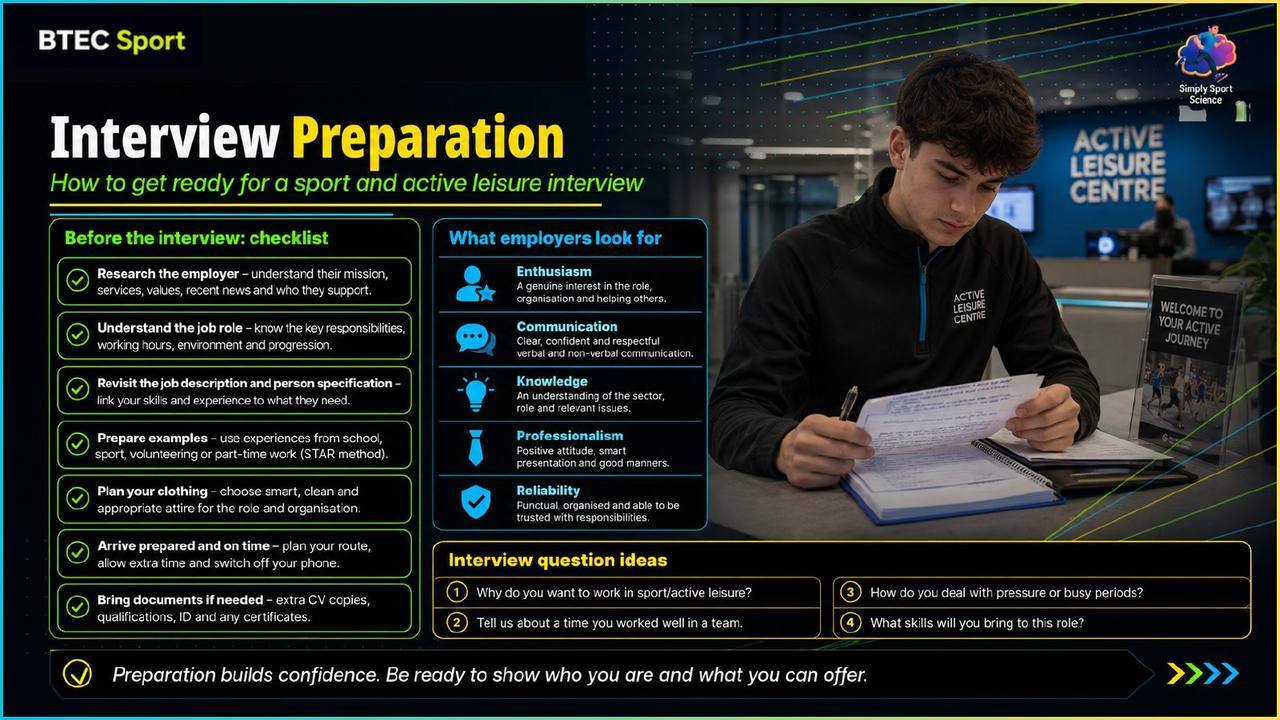 BTEC Sport
Simply Sport
Science
Interview Preparation
How to get ready for a sport and active leisure interview
Before the interview: checklist
Research the employer – understand their mission,
services, values, recent news and who they support.
Understand the job role – know the key responsibilities,
working hours, environment and progression.
Revisit the job description and person specification –
link your skills and experience to what they need.
Prepare examples – use experiences from school,
sport, volunteering or part-time work (STAR method).
Plan your clothing – choose smart, clean and
appropriate attire for the role and organisation.
Arrive prepared and on time – plan your route,
allow extra time and switch off your phone.
Bring documents if needed – extra CV copies,
qualifications, ID and any certificates.
What employers look for
Enthusiasm
A genuine interest in the role,
organisation and helping others.
Communication
Clear, confident and respectful
verbal and non-verbal communication.
Knowledge
An understanding of the sector,
role and relevant issues.
Professionalism
Positive attitude, smart
presentation and good manners.
Reliability
Punctual, organised and able to be
trusted with responsibilities.
ACTIVE
LEISURE
CENTRE
ACTIVE
LEISURE
CENTRE
WELCOME TO
YOUR ACTIVE
JOURNEY
Interview question ideas
1 Why do you want to work in sport/active leisure?
2 Tell us about a time you worked well in a team.
3 How do you deal with pressure or busy periods?
4 What skills will you bring to this role?
Preparation builds confidence. Be ready to show who you are and what you can offer.